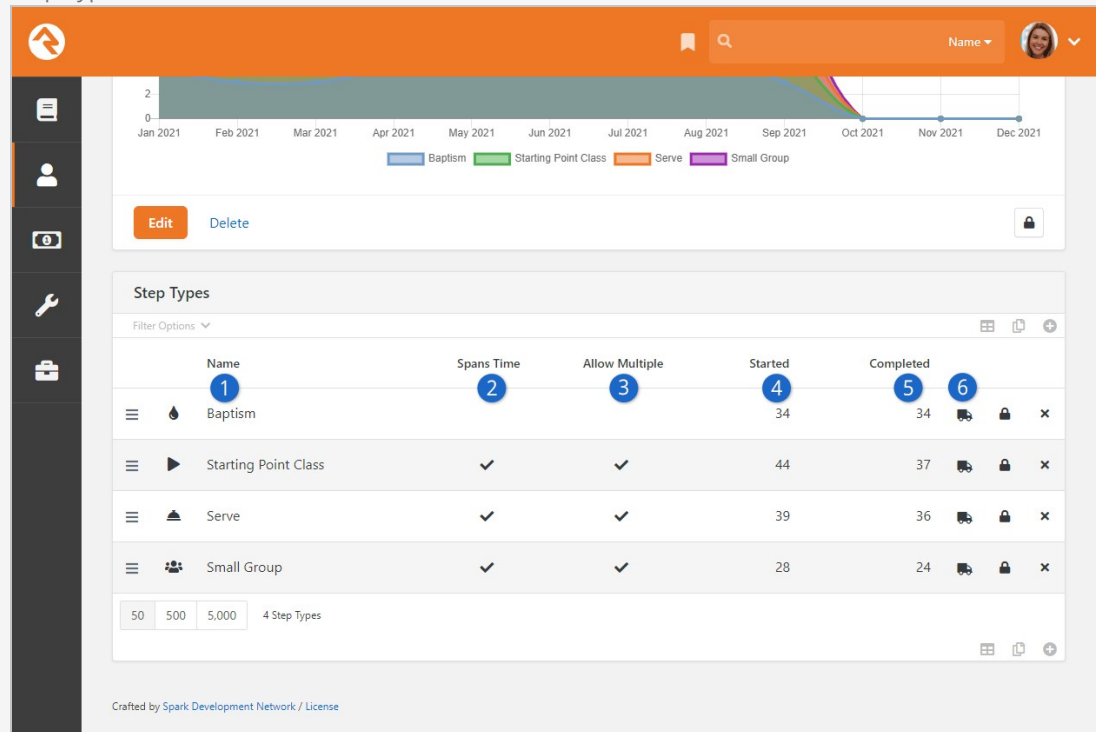 Name
2
0
Jan 2021 Feb 2021 Mar 2021 Apr 2021 May 2021 Jun 2021 Jul 2021 Aug 2021 Sep 2021 Oct 2021 Nov 2021 Dec 2021
Baptism Starting Point Class Serve Small Group
Edit Delete
Step Types
Filter Options
Name Spans Time Allow Multiple Started Completed
1 2 3 4 5 6
Baptism 34 34
Starting Point Class 44 37
Serve 39 36
Small Group 28 24
50 500 5,000 4 Step Types
Crafted by Spark Development Network / License